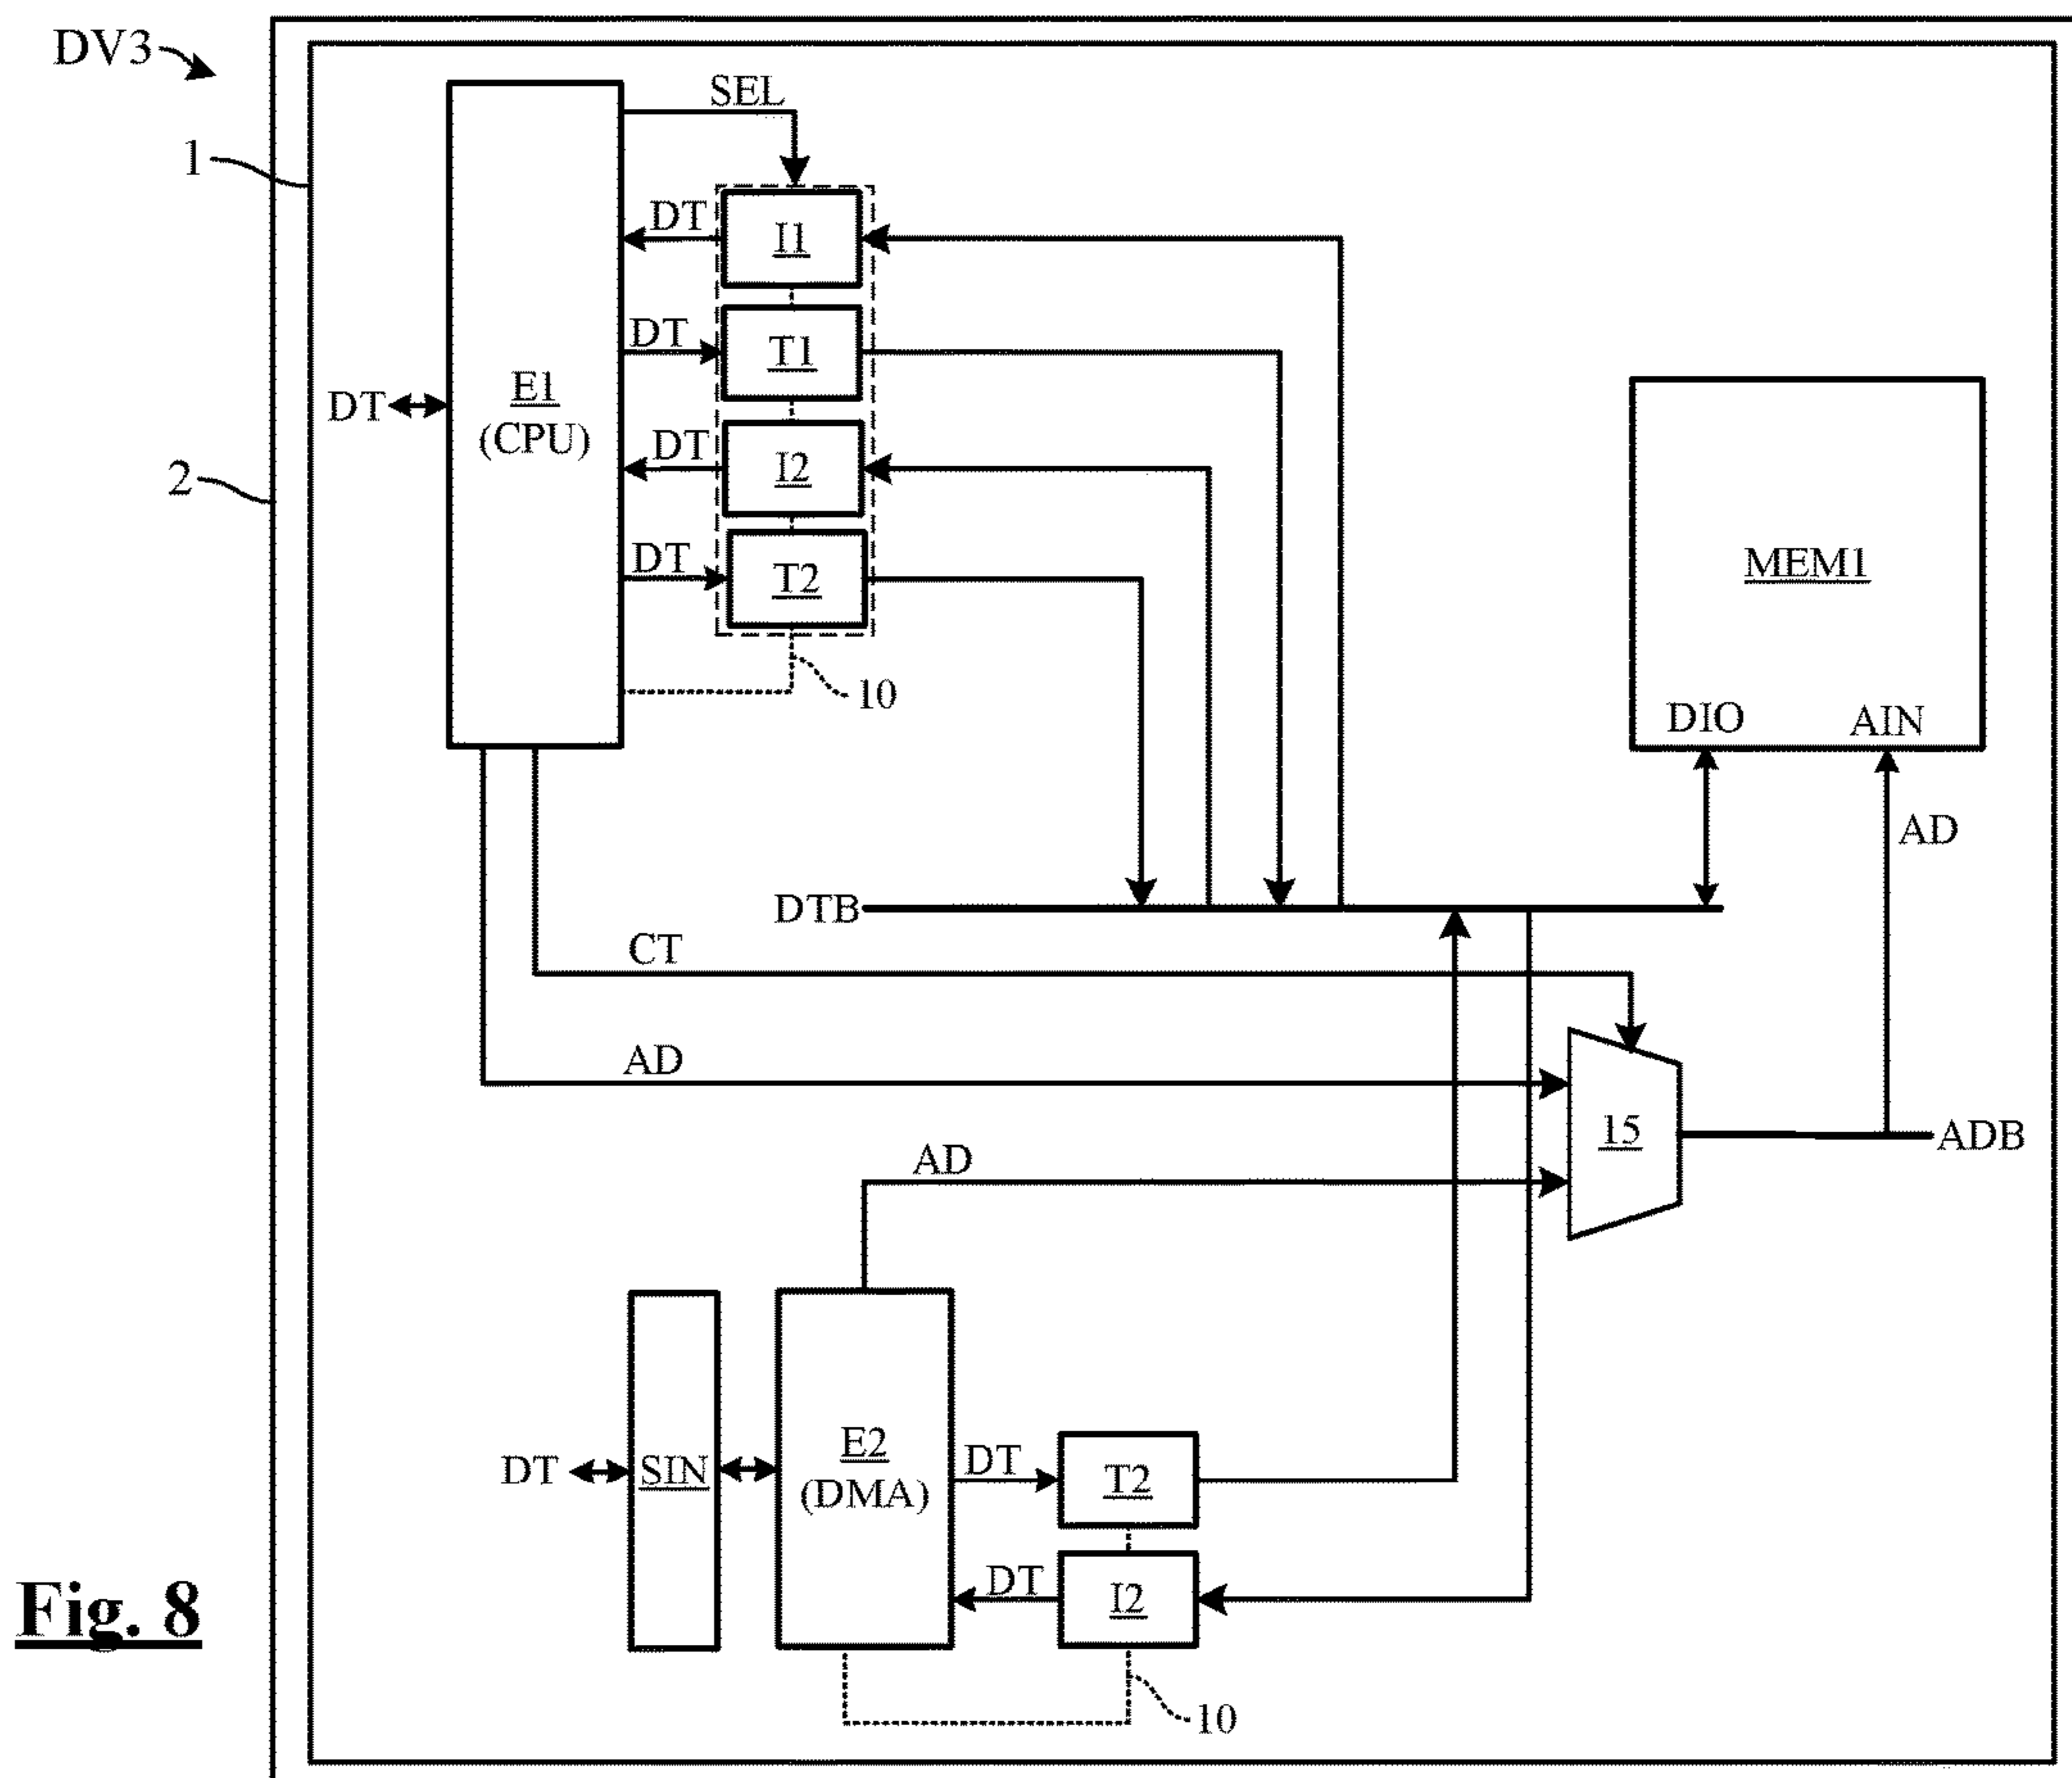 DV3
SEL
1
DT
I1
DT
T1
E1
(CPU)
DT
DT
I2
2
DT
T2
MEM1
10
DIO
AIN
AD
DTB
CT
AD
15
ADB
AD
E2
(DMA)
DT
SIN
DT
T2
DT
I2
Fig. 8
10